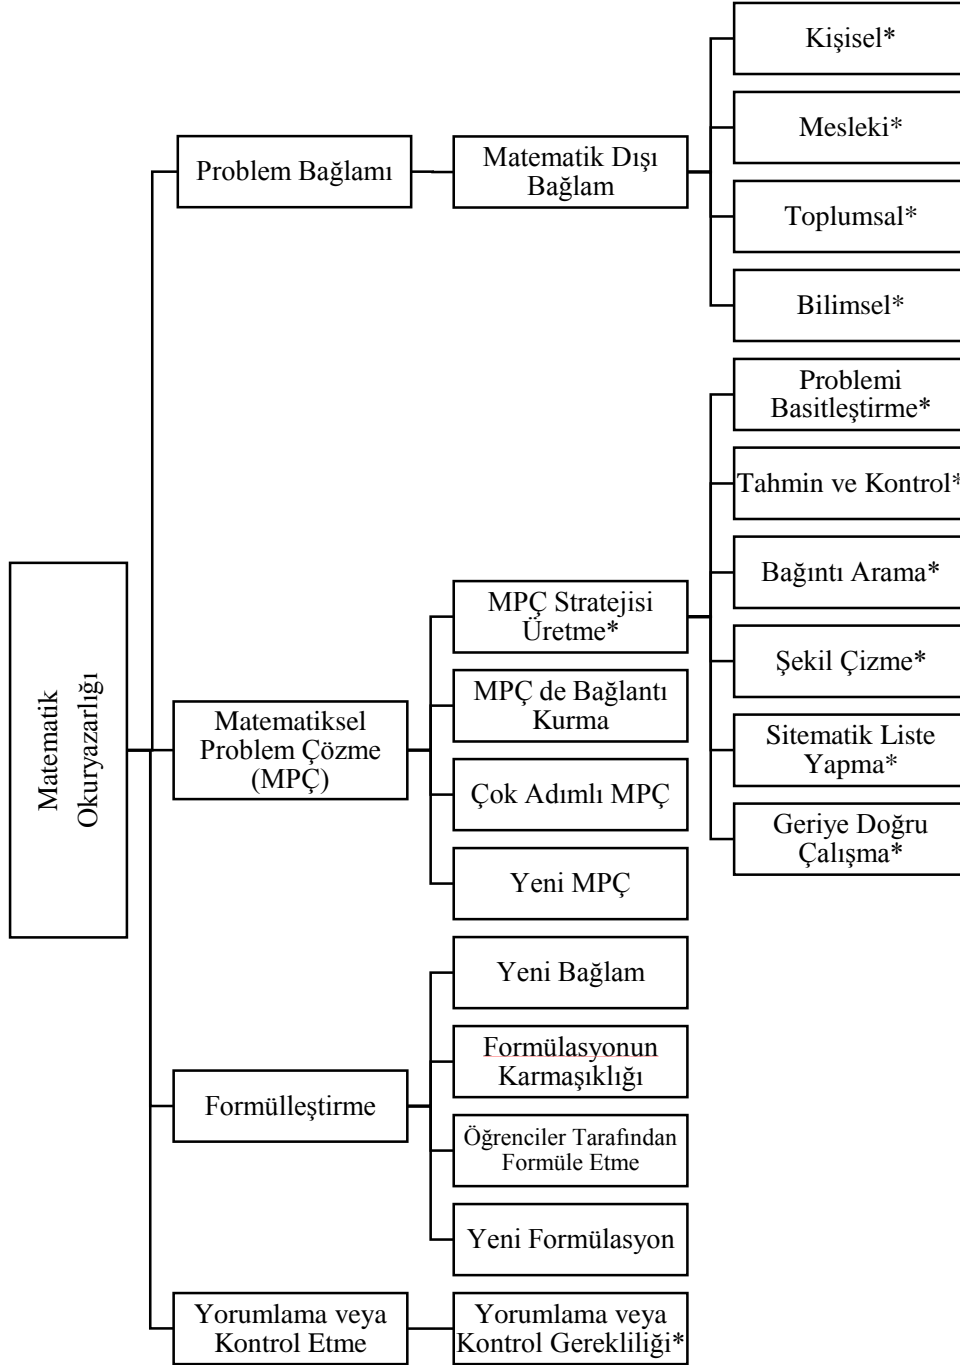 Matematik
Okuryazarlığı
Problem Bağlamı
Matematik Dışı
Bağlam
Kişisel*
Mesleki*
Toplumsal*
Bilimsel*
Matematiksel
Problem Çözme
(MPÇ)
MPÇ Stratejisi
Üretme*
Problemi
Basitleştirme*
Tahmin ve Kontrol*
Bağıntı Arama*
Şekil Çizme*
Sitematik Liste
Yapma*
Geriye Doğru
Çalışma*
MPÇ de Bağlantı
Kurma
Çok Adımlı MPÇ
Yeni MPÇ
Formülleştirme
Yeni Bağlam
Formülasyonun
Karmaşıklığı
Öğrenciler Tarafından
Formüle Etme
Yeni Formülasyon
Yorumlama veya
Kontrol Etme
Yorumlama veya
Kontrol Gerekliliği*